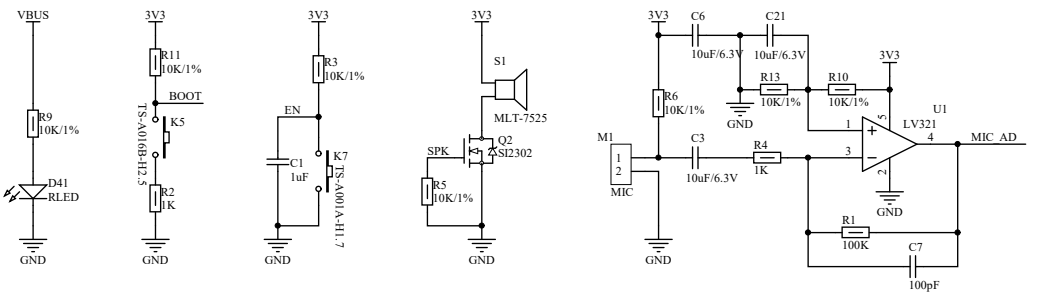 VBUS
R9
10K/1%
D41
RLED
GND
3V3
R11
10K/1%
BOOT
K5
TS-A016B-H2.5
R2
1K
GND
3V3
R3
10K/1%
EN
C1
1uF
K7
TS-A001A-H1.7
GND
3V3
S1
MLT-7525
Q2
SI2302
SPK
R5
10K/1%
GND
3V3
C6
10uF/6.3V
C21
10uF/6.3V
R13
10K/1%
R10
10K/1%
GND
3V3
R6
10K/1%
M1
1
2
MIC
C3
10uF/6.3V
R4
1K
U1
LV321
1
3
5
4
2
MIC_AD
GND
R1
100K
C7
100pF
GND